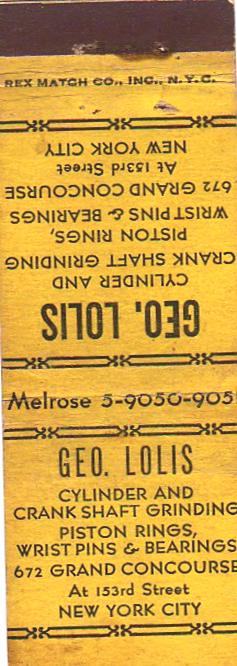 REX MATCH CO., INC., N.Y.C.
GEO. LOLIS
CYLINDER AND
CRANK SHAFT GRINDING
PISTON RINGS,
WRIST PINS & BEARINGS
672 GRAND CONCOURSE
At 153rd Street
NEW YORK CITY
Melrose 5-9050-905
GEO. LOLIS
CYLINDER AND
CRANK SHAFT GRINDING
PISTON RINGS,
WRIST PINS & BEARINGS
672 GRAND CONCOURSE
At 153rd Street
NEW YORK CITY